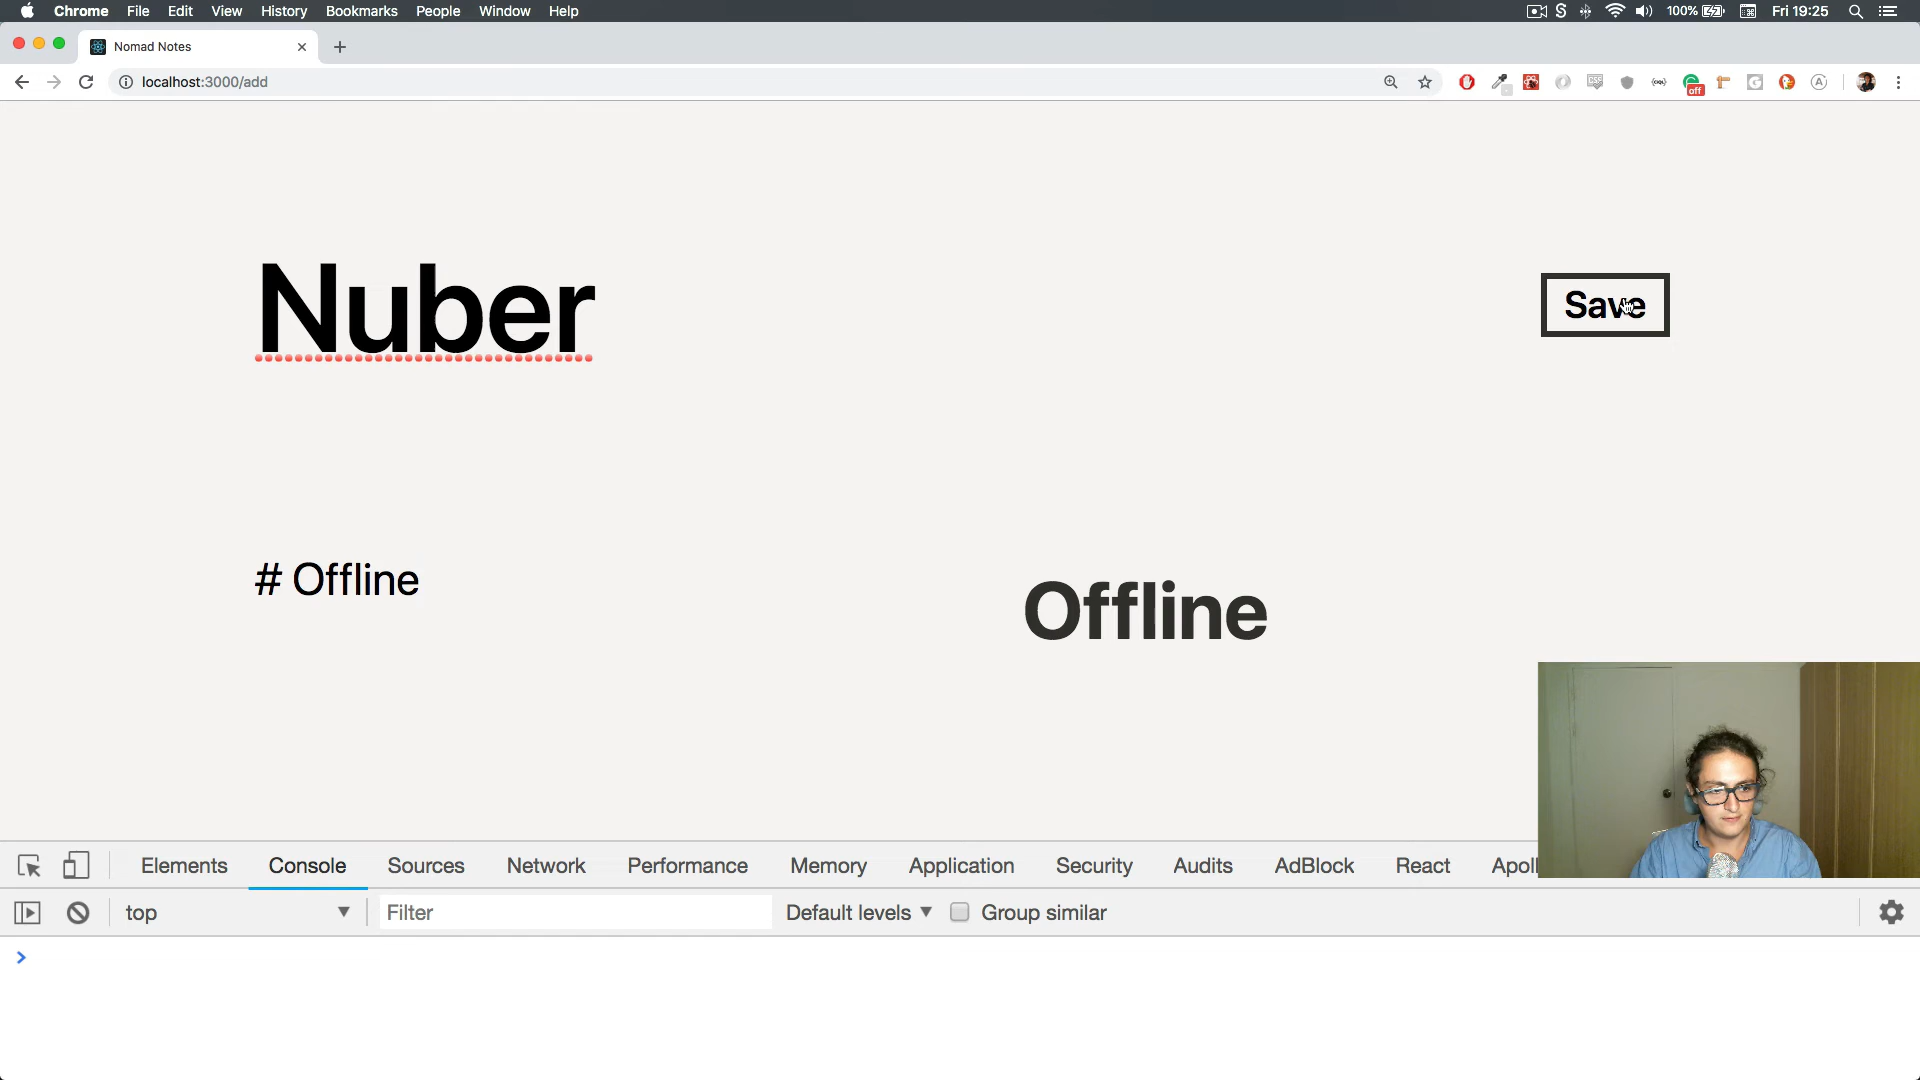 Chrome File Edit View History Bookmarks People Window Help 100% Fri 19:25
Nomad Notes
localhost:3000/add
off
Nuber
Save
# Offline
Offline
Elements Console Sources Network Performance Memory Application Security Audits AdBlock React Apoll
top Filter Default levels Group similar